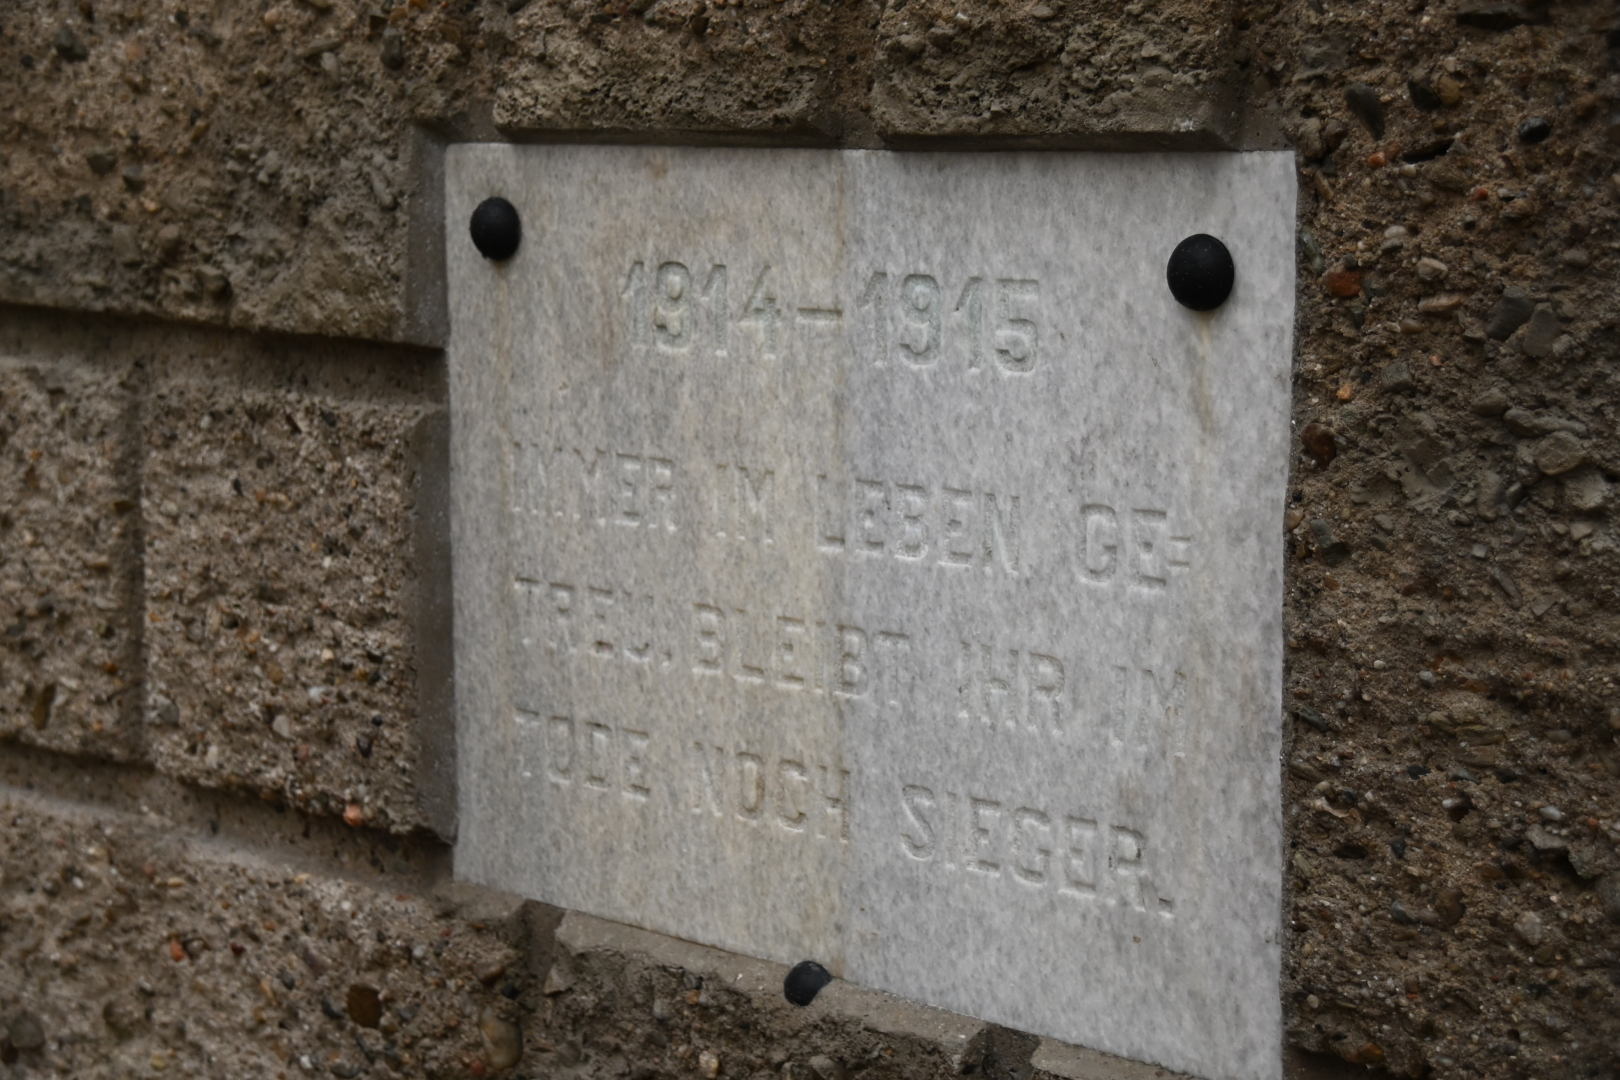 1914–1915
IMMER IM LEBEN GE=
TREU, BLEIBT IHR IM
TODE NOCH SIEGER.